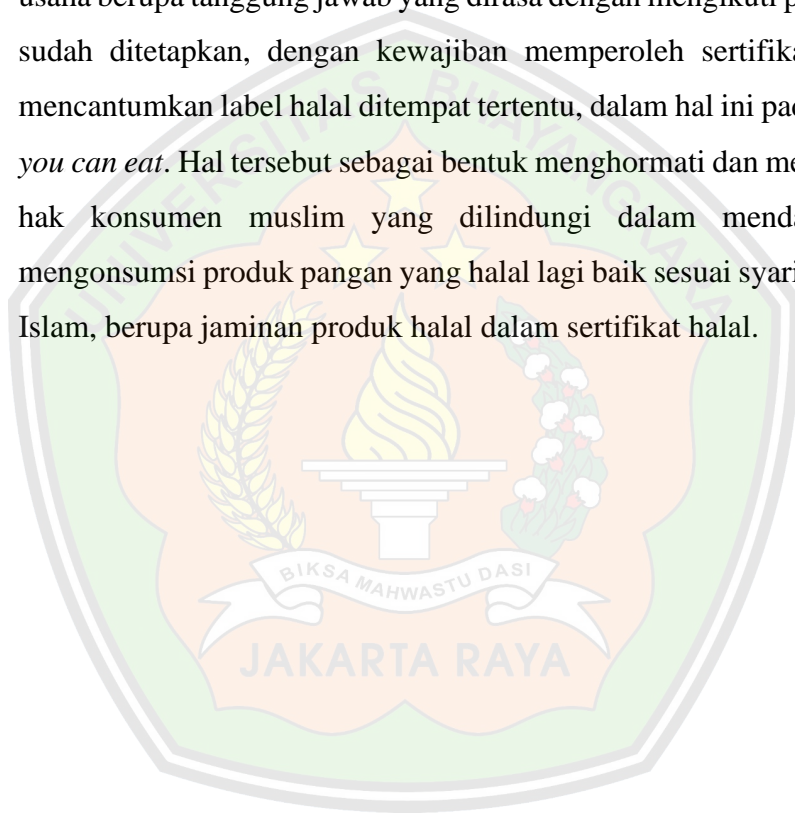 usaha berupa tanggung jawab yang dirasa dengan mengikuti p
sudah ditetapkan, dengan kewajiban memperoleh sertifika
mencantumkan label halal ditempat tertentu, dalam hal ini pad
you can eat. Hal tersebut sebagai bentuk menghormati dan me
hak konsumen muslim yang dilindungi dalam menda
mengonsumsi produk pangan yang halal lagi baik sesuai syari
Islam, berupa jaminan produk halal dalam sertifikat halal.
UNIVERSITAS BHAYANGKARA
BIKSA MAHWASTU DASI
JAKARTA RAYA